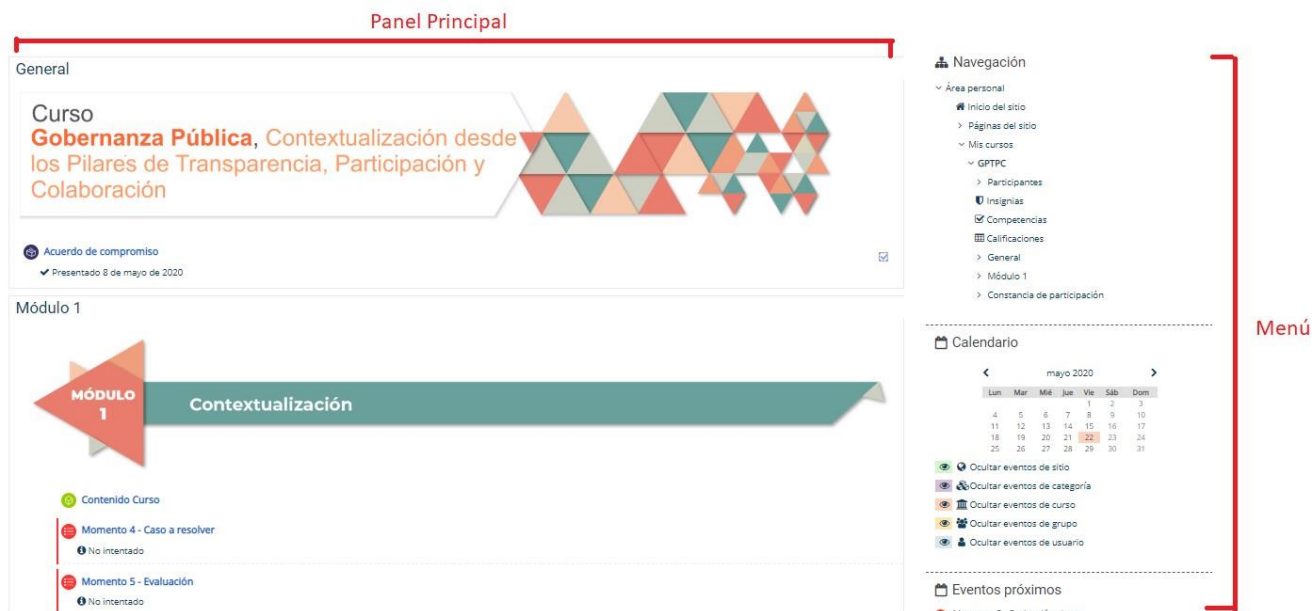 Panel Principal
General
Curso
Gobernanza Pública, Contextualización desde
los Pilares de Transparencia, Participación y
Colaboración
Acuerdo de compromiso
Presentado 8 de mayo de 2020
Módulo 1
MÓDULO
1
Contextualización
Contenido Curso
Momento 4 - Caso a resolver
No intentado
Momento 5 - Evaluación
No intentado
Navegación
Área personal
Inicio del sitio
Páginas del sitio
Mis cursos
GPTPC
Participantes
Insignias
Competencias
Calificaciones
General
Módulo 1
Constancia de participación
Calendario
mayo 2020
Lun Mar Mié Jue Vie Sáb Dom
1 2 3
4 5 6 7 8 9 10
11 12 13 14 15 16 17
18 19 20 21 22 23 24
25 26 27 28 29 30 31
Ocultar eventos de sitio
Ocultar eventos de categoría
Ocultar eventos de curso
Ocultar eventos de grupo
Ocultar eventos de usuario
Eventos próximos
Menú